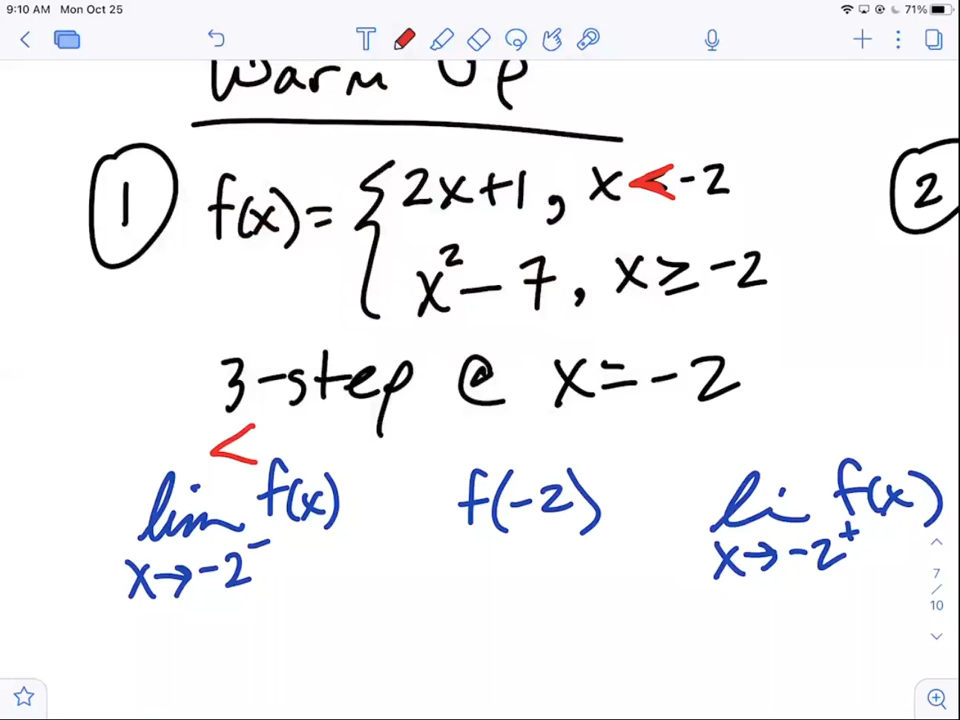 9:10 AM Mon Oct 25
71%
T
Warm Up
① f(x) = { 2x+1, x < -2
x² - 7, x ≥ -2
②
3-step @ x = -2
<
lim f(x) f(-2) lim f(x)
x → -2⁻ x → -2⁺
7
/
10